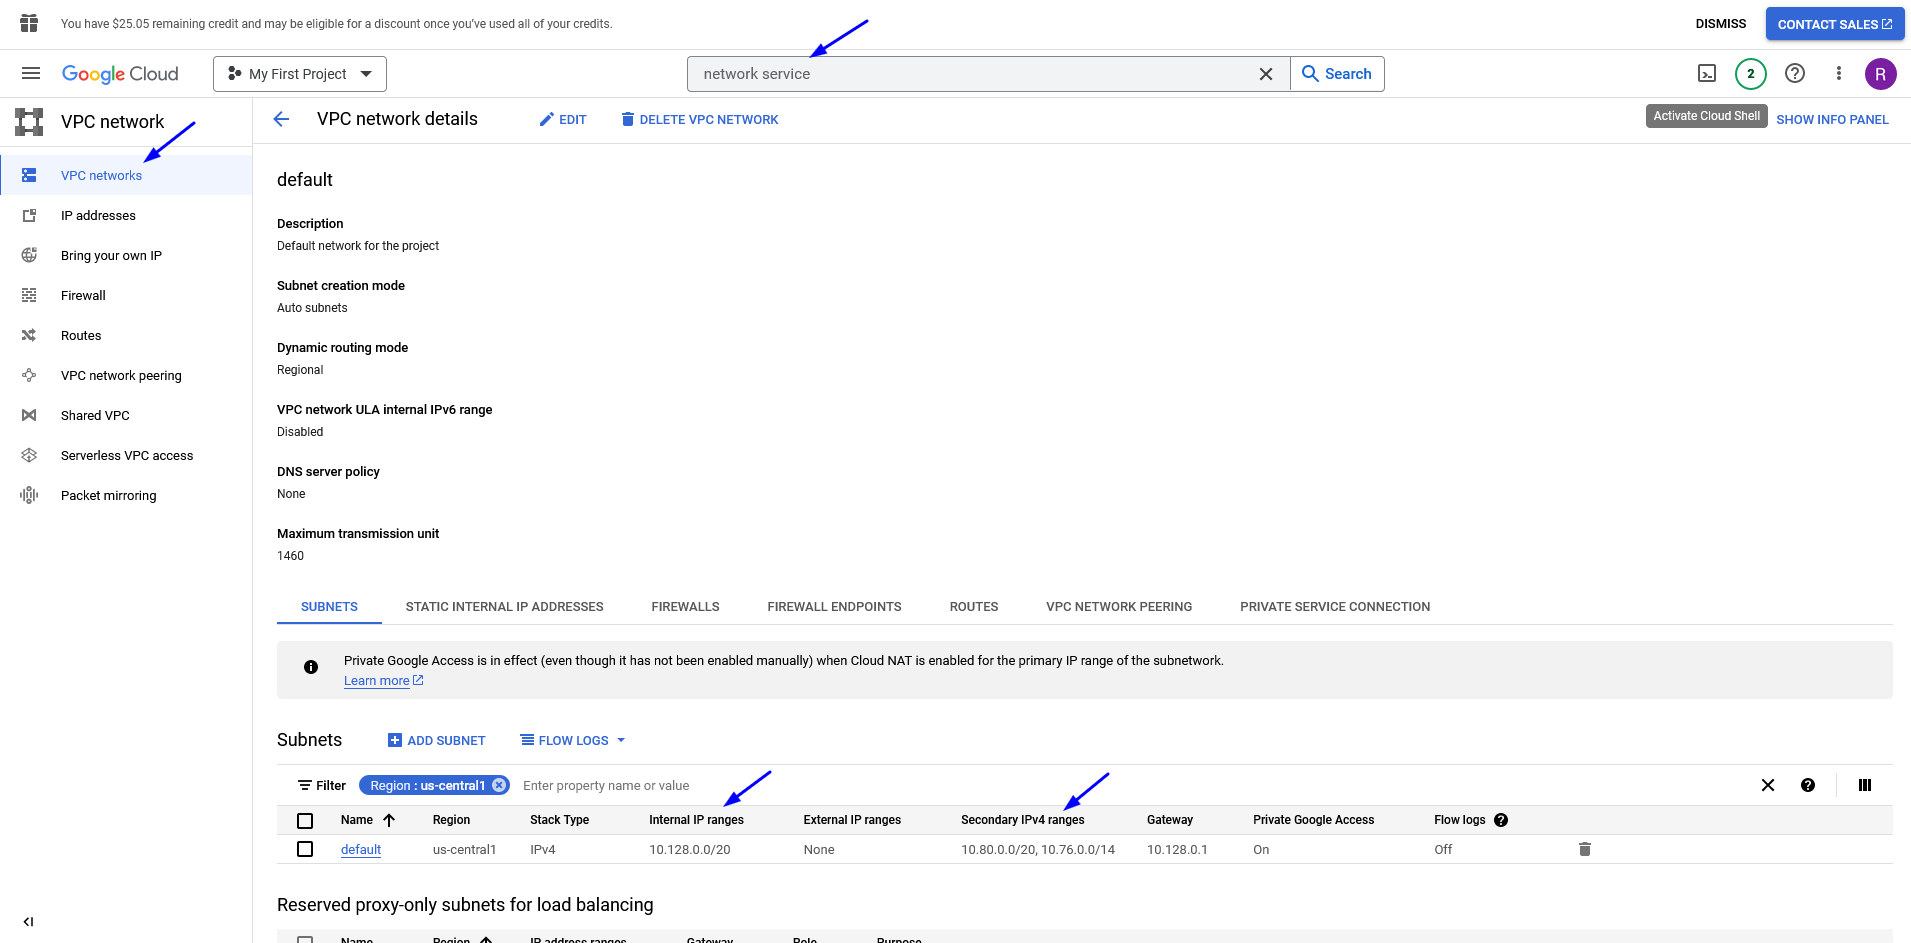 You have $25.05 remaining credit and may be eligible for a discount once you've used all of your credits.
DISMISS
CONTACT SALES
Google Cloud
My First Project
network service
Search
2
R
VPC network
VPC network details
EDIT
DELETE VPC NETWORK
Activate Cloud Shell
SHOW INFO PANEL
VPC networks
IP addresses
Bring your own IP
Firewall
Routes
VPC network peering
Shared VPC
Serverless VPC access
Packet mirroring
default
Description
Default network for the project
Subnet creation mode
Auto subnets
Dynamic routing mode
Regional
VPC network ULA internal IPv6 range
Disabled
DNS server policy
None
Maximum transmission unit
1460
SUBNETS STATIC INTERNAL IP ADDRESSES FIREWALLS FIREWALL ENDPOINTS ROUTES VPC NETWORK PEERING PRIVATE SERVICE CONNECTION
Private Google Access is in effect (even though it has not been enabled manually) when Cloud NAT is enabled for the primary IP range of the subnetwork.
Learn more
Subnets ADD SUBNET FLOW LOGS
Filter Region : us-central1 Enter property name or value
Name Region Stack Type Internal IP ranges External IP ranges Secondary IPv4 ranges Gateway Private Google Access Flow logs
default us-central1 IPv4 10.128.0.0/20 None 10.80.0.0/20, 10.76.0.0/14 10.128.0.1 On Off
Reserved proxy-only subnets for load balancing
Name Region IP address ranges Gateway Role Purpose